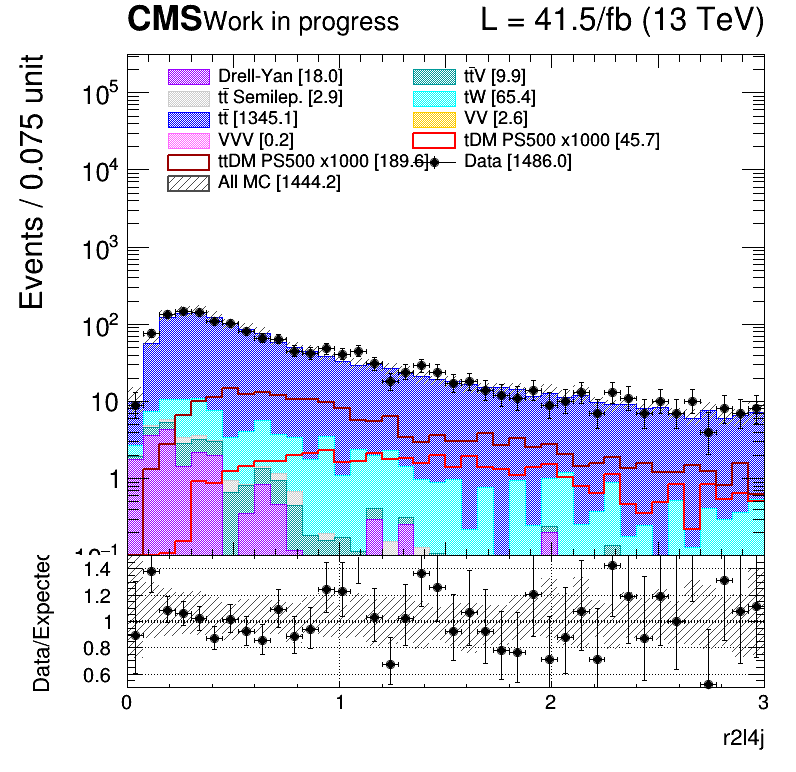 CMS Work in progress L = 41.5/fb (13 TeV)
Events / 0.075 unit
10⁵
10⁴
10³
10²
10
1
10⁻¹
Drell-Yan [18.0] tt̄V [9.9]
tt̄ Semilep. [2.9] tW [65.4]
tt̄ [1345.1] VV [2.6]
VVV [0.2] tDM PS500 x1000 [45.7]
ttDM PS500 x1000 [189.6] Data [1486.0]
All MC [1444.2]
Data/Expected
1.4
1.2
1
0.8
0.6
0 1 2 3
r2l4j